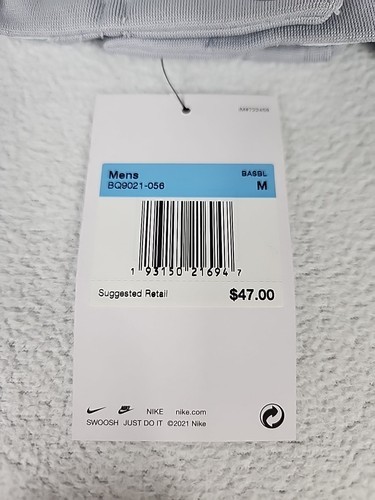 Mens BASBL
BQ9021-056 M
1 93150 21694 7
Suggested Retail $47.00
NIKE nike.com
SWOOSH JUST DO IT ©2021 Nike